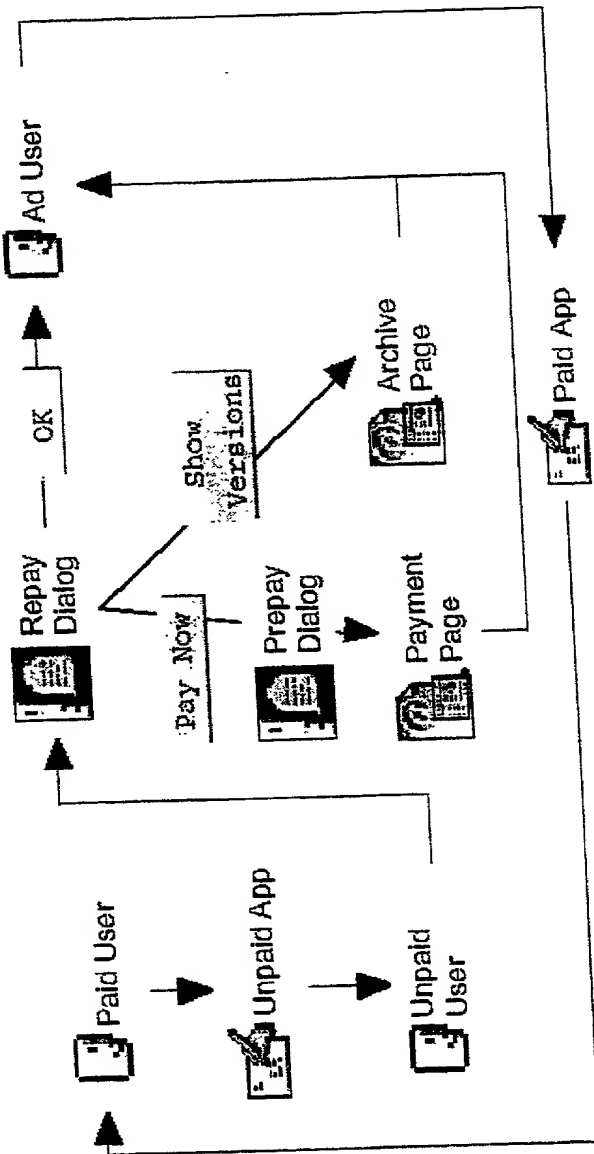 Paid User
Unpaid App
Unpaid
User
Repay
Dialog
Pay Now
Prepay
Dialog
Payment
Page
OK
Show
Versions
Archive
Page
Ad User
Paid App